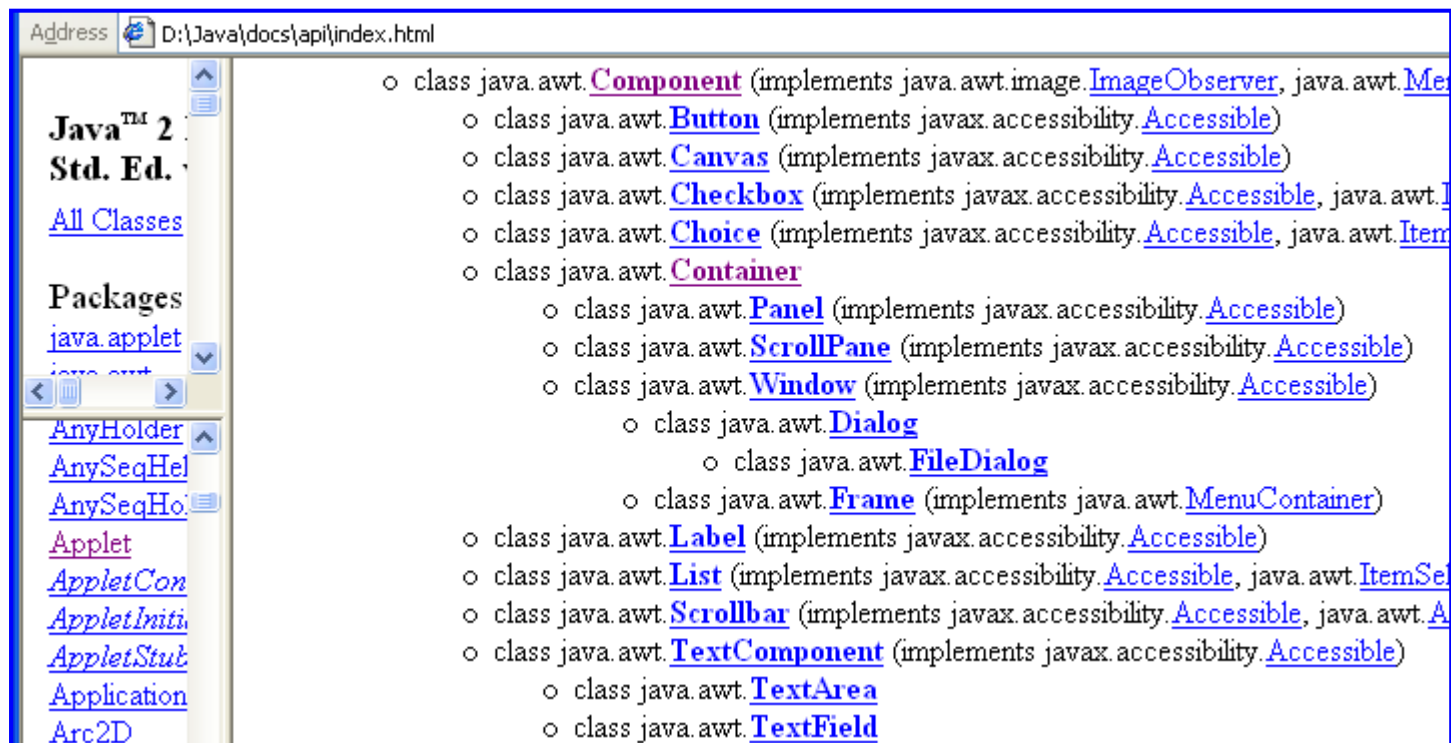 Address D:\Java\docs\api\index.html
Java™ 2
Std. Ed.
All Classes
Packages
java.applet
AnyHolder
AnySeqHel
AnySeqHo
Applet
AppletCon
AppletIniti
AppletStub
Application
Arc2D
class java.awt.Component (implements java.awt.image.ImageObserver, java.awt.Me
class java.awt.Button (implements javax.accessibility.Accessible)
class java.awt.Canvas (implements javax.accessibility.Accessible)
class java.awt.Checkbox (implements javax.accessibility.Accessible, java.awt.I
class java.awt.Choice (implements javax.accessibility.Accessible, java.awt.Item
class java.awt.Container
class java.awt.Panel (implements javax.accessibility.Accessible)
class java.awt.ScrollPane (implements javax.accessibility.Accessible)
class java.awt.Window (implements javax.accessibility.Accessible)
class java.awt.Dialog
class java.awt.FileDialog
class java.awt.Frame (implements java.awt.MenuContainer)
class java.awt.Label (implements javax.accessibility.Accessible)
class java.awt.List (implements javax.accessibility.Accessible, java.awt.ItemSel
class java.awt.Scrollbar (implements javax.accessibility.Accessible, java.awt.A
class java.awt.TextComponent (implements javax.accessibility.Accessible)
class java.awt.TextArea
class java.awt.TextField